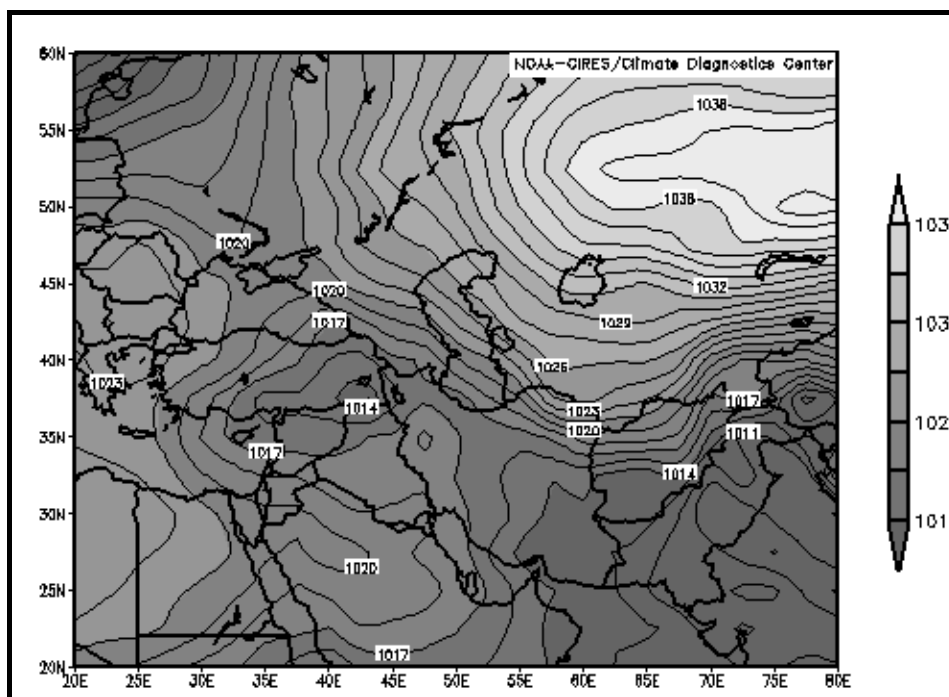 NOAA-CIRES/Climate Diagnostics Center
60N
55N
50N
45N
40N
35N
30N
25N
20N
1038
1038
1020
1032
1020
1017
1029
1026
1023
1014
1023
1020
1017
1017
1011
1014
1020
1017
20E 25E 30E 35E 40E 45E 50E 55E 60E 65E 70E 75E 80E
103
103
102
101